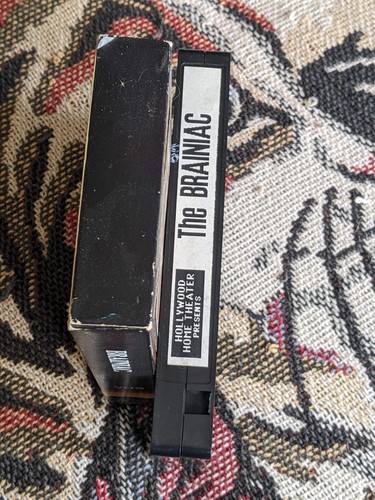 HOLLYWOOD
HOME THEATER
PRESENTS
The BRAINIAC